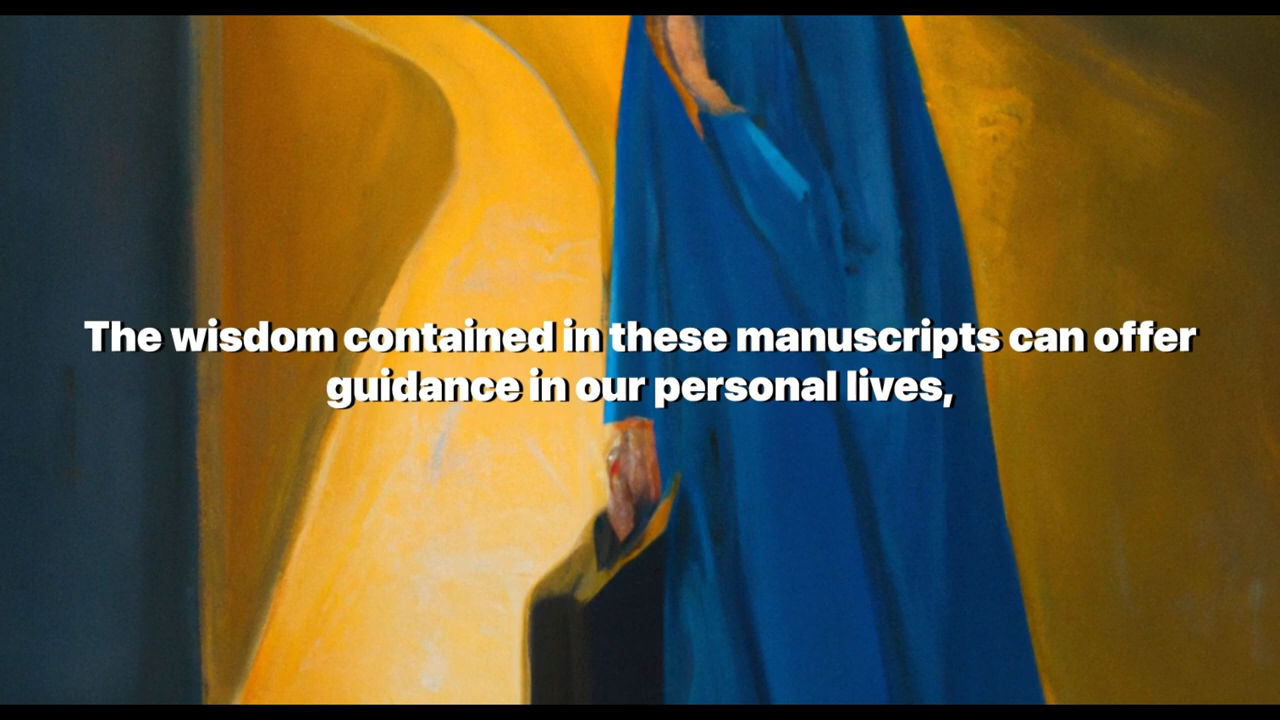 The wisdom contained in these manuscripts can offer
guidance in our personal lives,